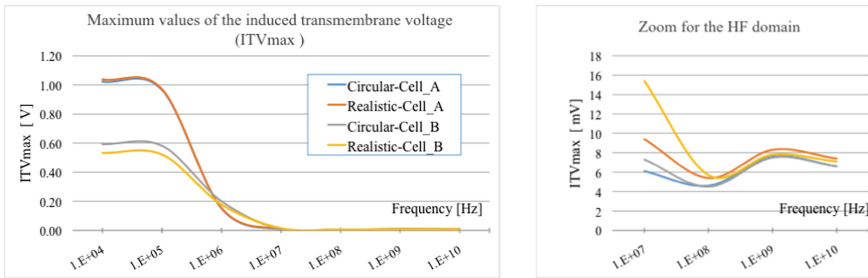 Maximum values of the induced transmembrane voltage
(ITVmax )
ITVmax [ V]
1.20
1.00
0.80
0.60
0.40
0.20
0.00
Circular-Cell_A
Realistic-Cell_A
Circular-Cell_B
Realistic-Cell_B
Frequency [Hz]
1.E+04
1.E+05
1.E+06
1.E+07
1.E+08
1.E+09
1.E+10
Zoom for the HF domain
ITVmax [ mV]
18
16
14
12
10
8
6
4
2
0
Frequency [Hz]
1.E+07
1.E+08
1.E+09
1.E+10